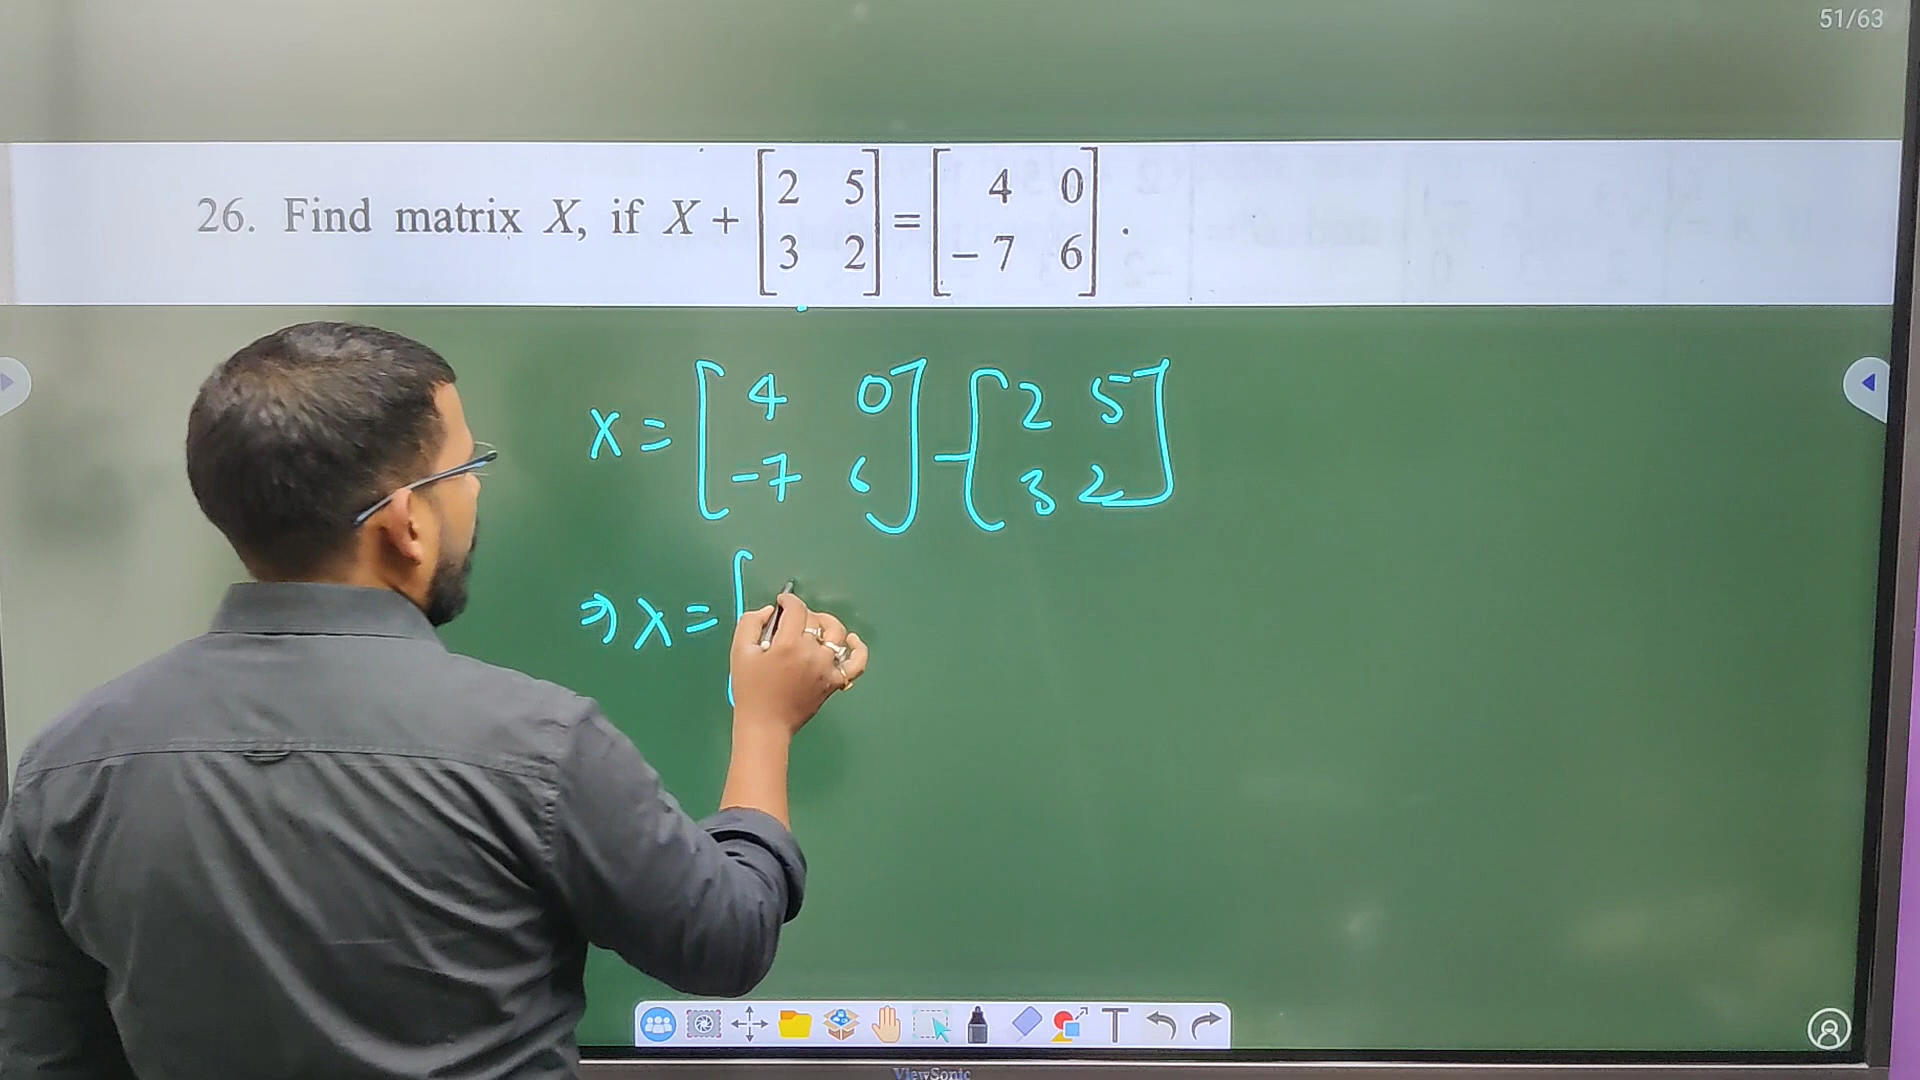 51/63
26. Find matrix X, if X + [2 5 3 2] = [4 0 -7 6] .
x = [4 0 -7 6] - [2 5 3 2]
⇒ x = [
T
ViewSonic